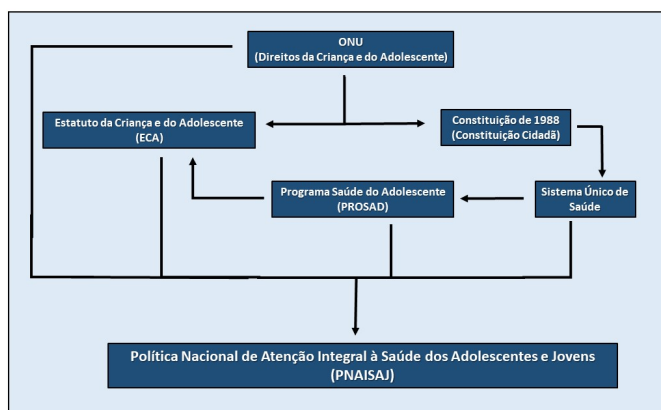 ONU
(Direitos da Criança e do Adolescente)
Estatuto da Criança e do Adolescente
(ECA)
Constituição de 1988
(Constituição Cidadã)
Programa Saúde do Adolescente
(PROSAD)
Sistema Único de
Saúde
Política Nacional de Atenção Integral à Saúde dos Adolescentes e Jovens
(PNAISAJ)